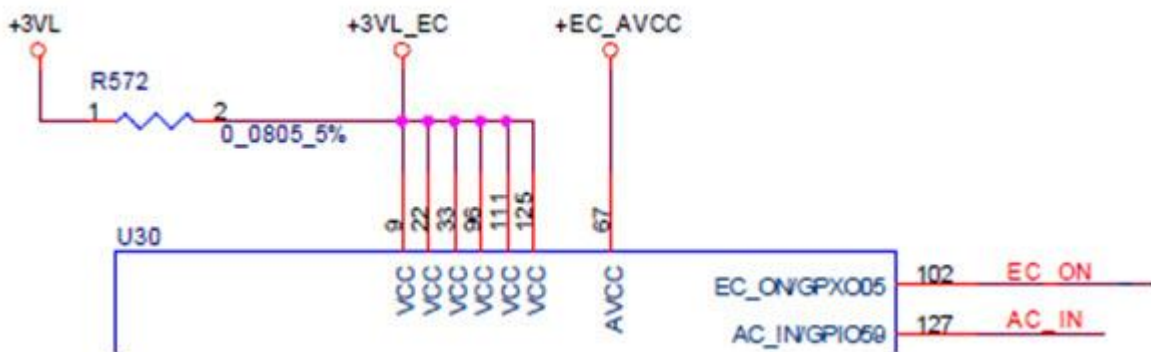 +3VL
+3VL_EC
+EC_AVCC
R572
1
2
0_0805_5%
9
22
33
96
111
125
67
U30
VCC
VCC
VCC
VCC
VCC
VCC
AVCC
EC_ON/GPXO05
102
EC_ON
AC_IN/GPIO59
127
AC_IN